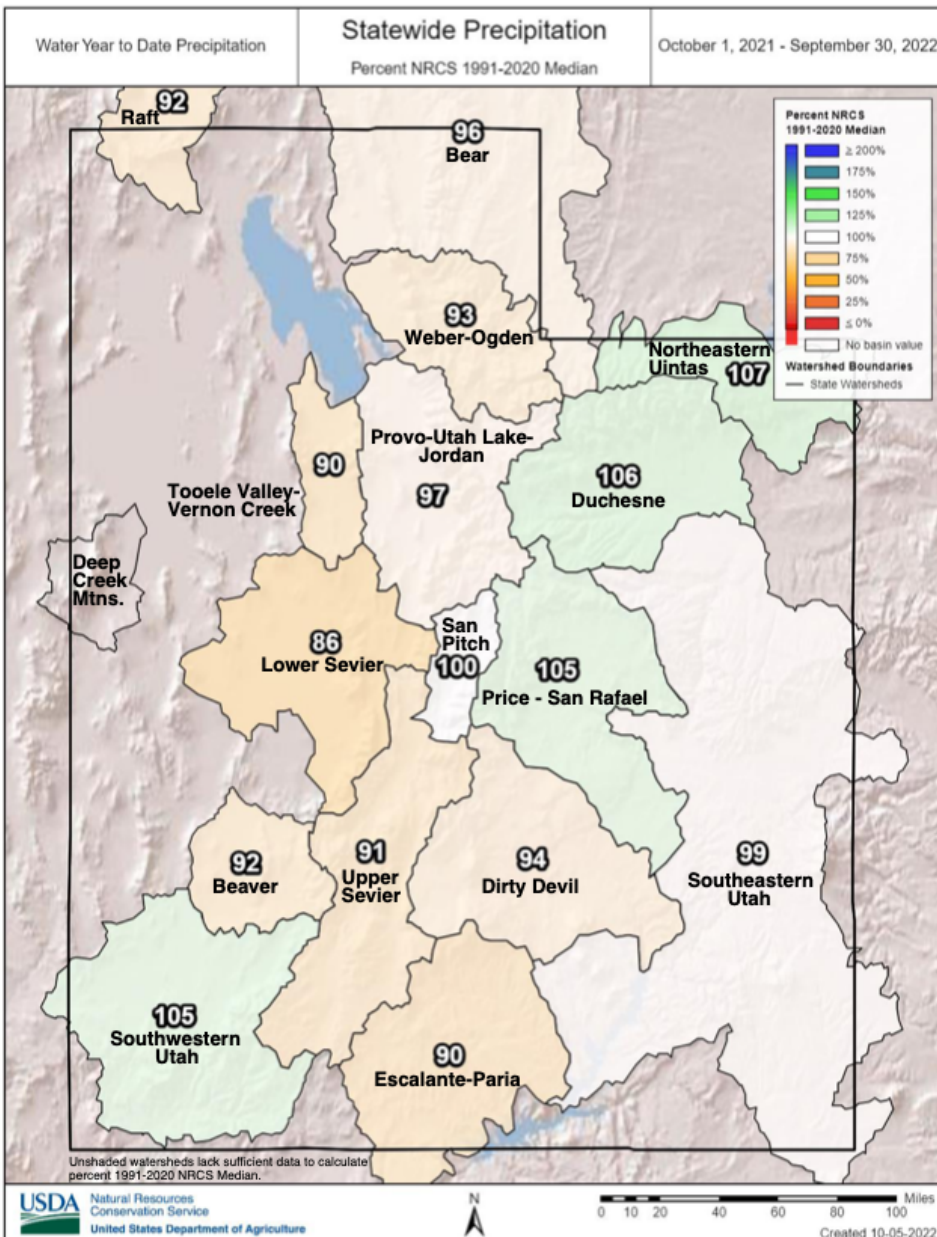 Water Year to Date Precipitation
Statewide Precipitation
Percent NRCS 1991-2020 Median
October 1, 2021 - September 30, 2022
Percent NRCS
1991-2020 Median
≥ 200%
175%
150%
125%
100%
75%
50%
25%
≤ 0%
No basin value
Watershed Boundaries
State Watersheds
92
Raft
96
Bear
93
Weber-Ogden
Northeastern
Uintas
107
Provo-Utah Lake-
Jordan
97
90
Tooele Valley-
Vernon Creek
106
Duchesne
Deep
Creek
Mtns.
86
Lower Sevier
San
Pitch
100
105
Price - San Rafael
92
Beaver
91
Upper
Sevier
94
Dirty Devil
99
Southeastern
Utah
105
Southwestern
Utah
90
Escalante-Paria
Unshaded watersheds lack sufficient data to calculate
percent 1991-2020 NRCS Median.
USDA
Natural Resources
Conservation Service
United States Department of Agriculture
N
Miles
0 10 20 40 60 80 100
Created 10-05-2022